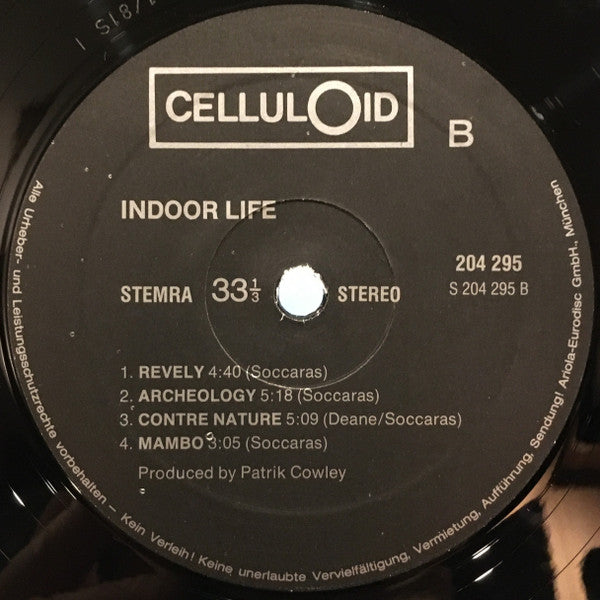 CELLULOID
B
INDOOR LIFE
204 295
S 204 295 B
STEMRA 33⅓ STEREO
1. REVELY 4:40 (Soccaras)
2. ARCHEOLOGY 5:18 (Soccaras)
3. CONTRE NATURE 5:09 (Deane/Soccaras)
4. MAMBO 3:05 (Soccaras)
Produced by Patrik Cowley
Alle Urheber- und Leistungsschutzrechte vorbehalten – Kein Verleih! Keine unerlaubte Vervielfältigung, Vermietung, Aufführung, Sendung! Ariola-Eurodisc GmbH., München